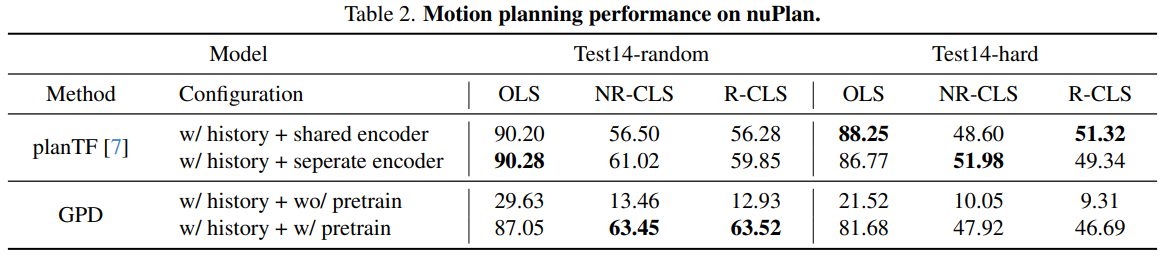 Table 2. Motion planning performance on nuPlan.
Model Test14-random Test14-hard
Method Configuration OLS NR-CLS R-CLS OLS NR-CLS R-CLS
planTF [7] w/ history + shared encoder 90.20 56.50 56.28 88.25 48.60 51.32
w/ history + seperate encoder 90.28 61.02 59.85 86.77 51.98 49.34
GPD w/ history + wo/ pretrain 29.63 13.46 12.93 21.52 10.05 9.31
w/ history + w/ pretrain 87.05 63.45 63.52 81.68 47.92 46.69